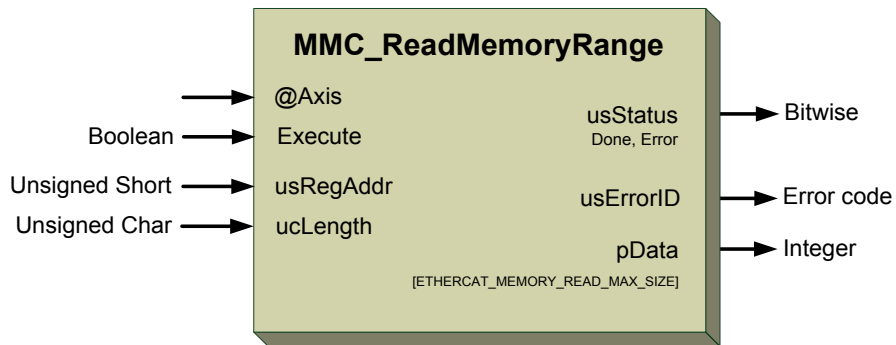 MMC_ReadMemoryRange
@Axis
Boolean Execute
usStatus Bitwise
Done, Error
Unsigned Short usRegAddr
usErrorID Error code
Unsigned Char ucLength
pData Integer
[ETHERCAT_MEMORY_READ_MAX_SIZE]